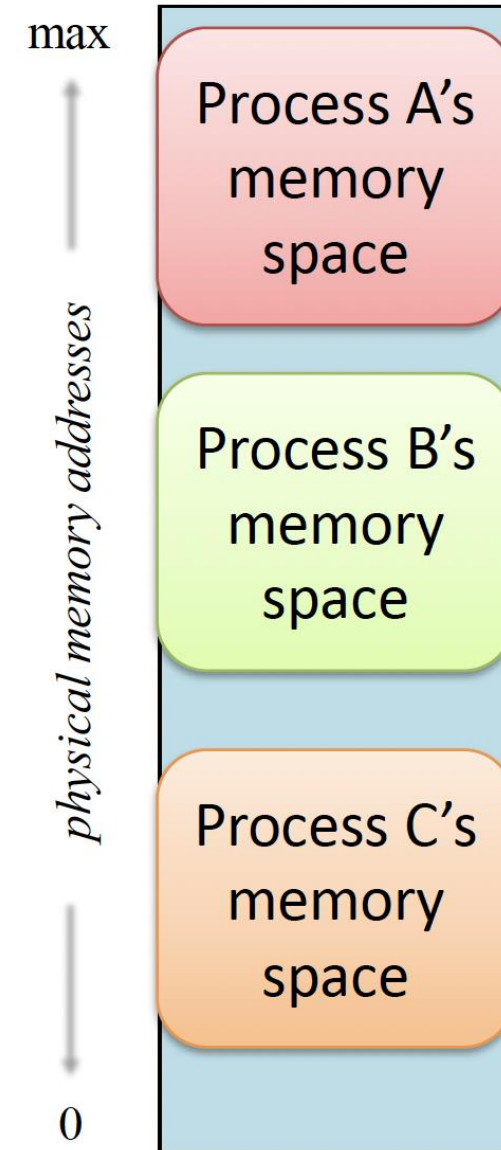 max
Process A's
memory
space
physical memory addresses
Process B's
memory
space
Process C's
memory
space
0